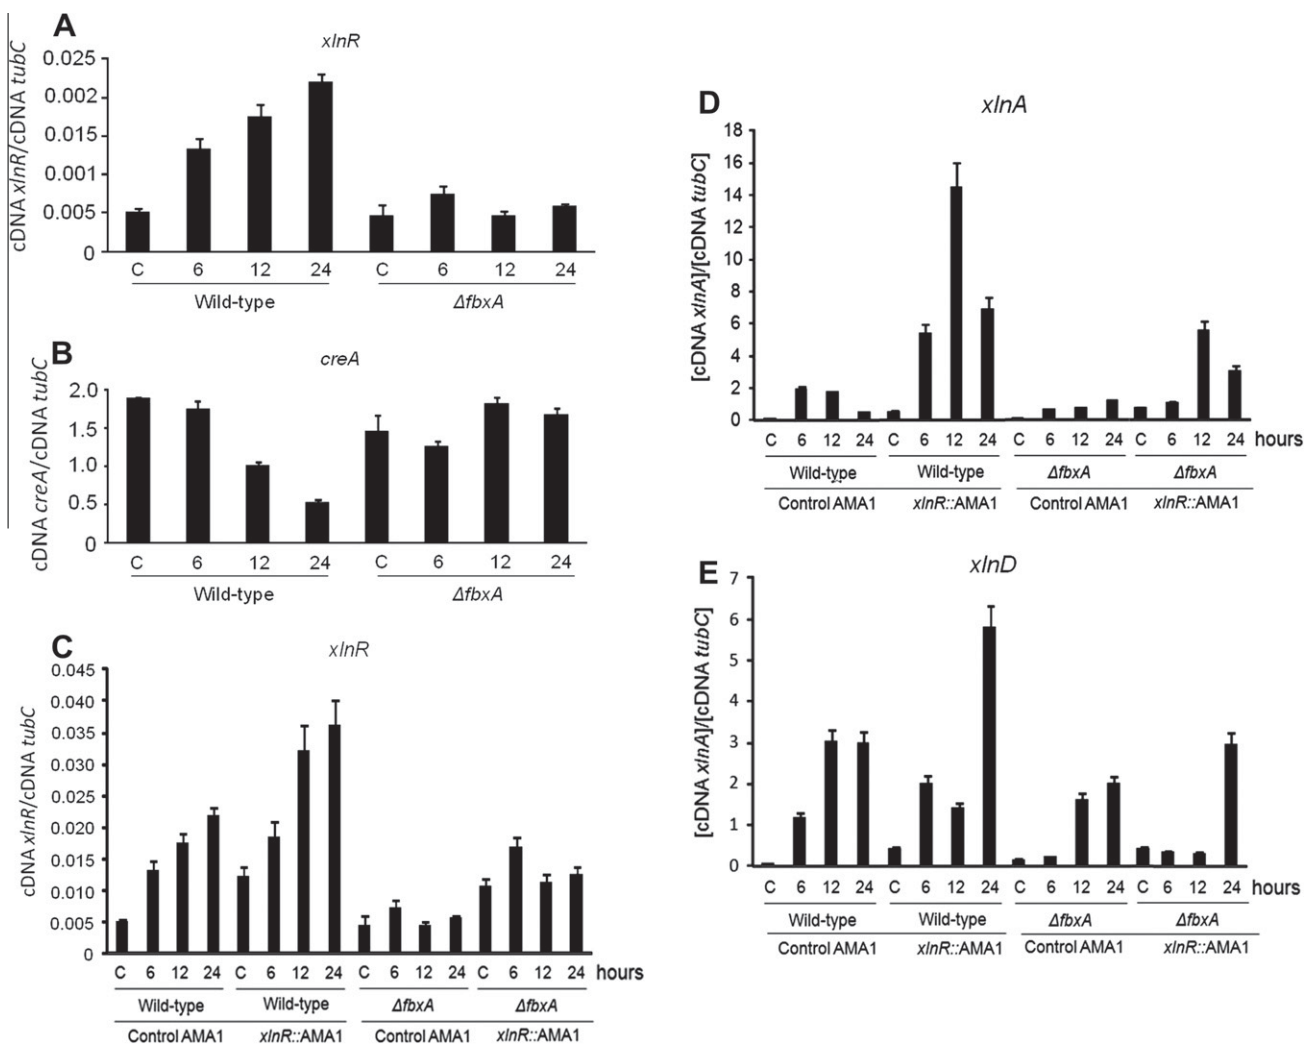 A
xlnR
cDNA xlnR/cDNA tubC
0.025
0.002
0.015
0.001
0.005
0
C 6 12 24 C 6 12 24
Wild-type ΔfbxA
B
creA
cDNA creA/cDNA tubC
2.0
1.5
1.0
0.5
0
C 6 12 24 C 6 12 24
Wild-type ΔfbxA
C
xlnR
cDNA xlnR/cDNA tubC
0.045
0.040
0.035
0.030
0.025
0.020
0.015
0.010
0.005
0
C 6 12 24 C 6 12 24 C 6 12 24 C 6 12 24 hours
Wild-type Wild-type ΔfbxA ΔfbxA
Control AMA1 xlnR::AMA1 Control AMA1 xlnR::AMA1
D
xlnA
[cDNA xlnA]/[cDNA tubC]
18
16
14
12
10
8
6
4
2
0
C 6 12 24 C 6 12 24 C 6 12 24 C 6 12 24 hours
Wild-type Wild-type ΔfbxA ΔfbxA
Control AMA1 xlnR::AMA1 Control AMA1 xlnR::AMA1
E
xlnD
[cDNA xlnA]/[cDNA tubC]
7
6
5
4
3
2
1
0
C 6 12 24 C 6 12 24 C 6 12 24 C 6 12 24 hours
Wild-type Wild-type ΔfbxA ΔfbxA
Control AMA1 xlnR::AMA1 Control AMA1 xlnR::AMA1